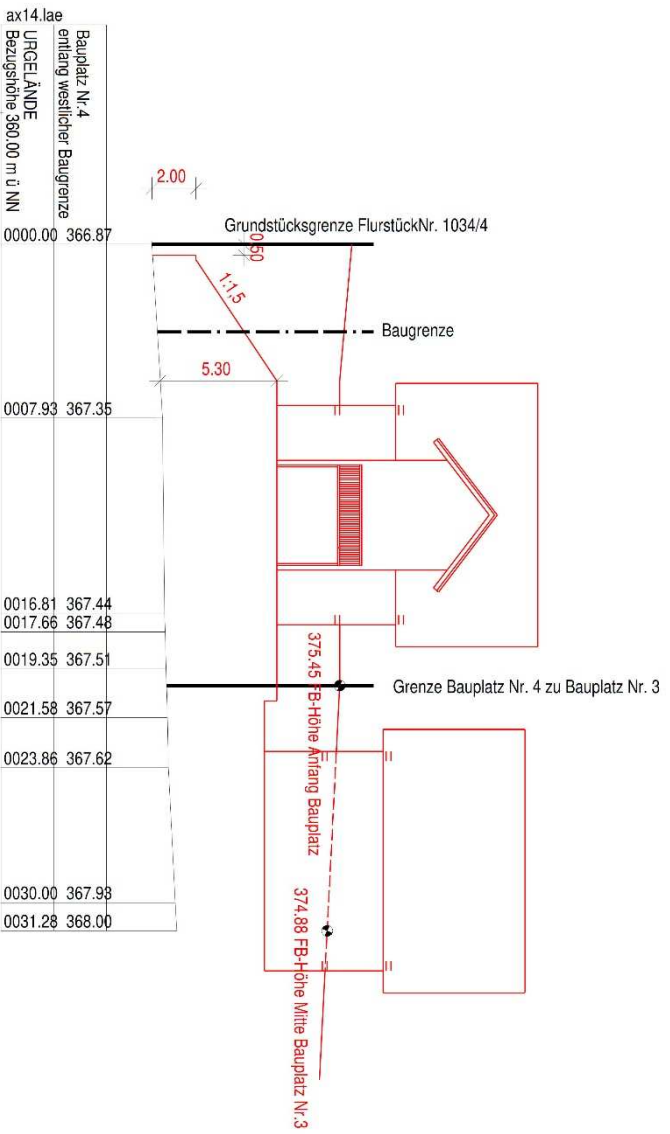 ax14.lae
Bauplatz Nr.4
entlang westlicher Baugrenze
URGELÄNDE
Bezugshöhe 360.00 m ü NN
2.00
Grundstücksgrenze FlurstückNr. 1034/4
0000.00 366.87
0.50
1:1,5
Baugrenze
5.30
0007.93 367.35
0016.81 367.44
0017.66 367.48
0019.35 367.51
375.45 FB-Höhe Anfang Bauplatz
Grenze Bauplatz Nr. 4 zu Bauplatz Nr. 3
0021.58 367.57
0023.86 367.62
374.88 FB-Höhe Mitte Bauplatz Nr.3
0030.00 367.93
0031.28 368.00